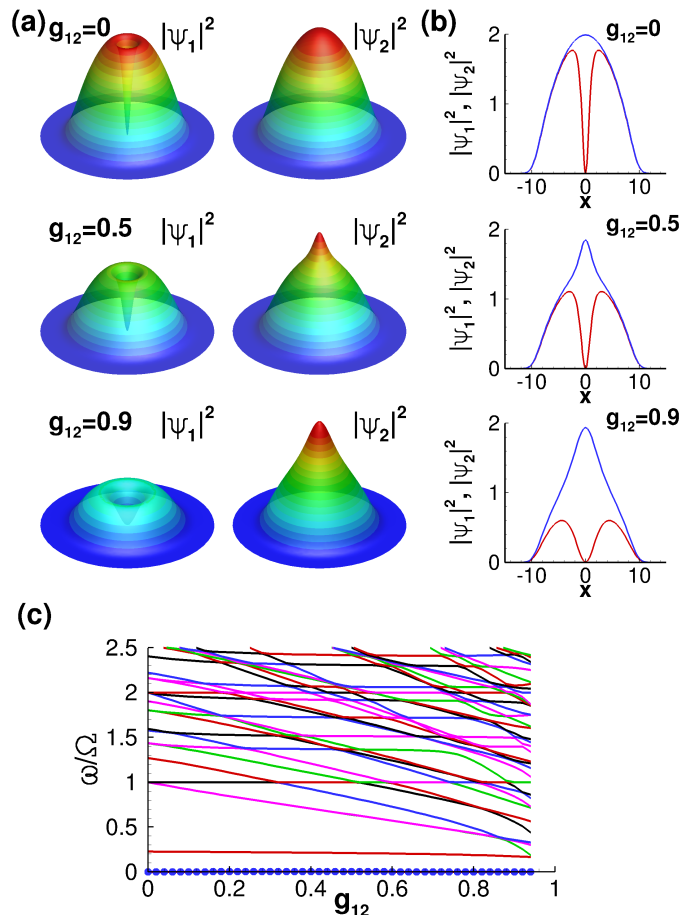 (a)
g₁₂=0 |ψ₁|² |ψ₂|²
g₁₂=0.5 |ψ₁|² |ψ₂|²
g₁₂=0.9 |ψ₁|² |ψ₂|²
(b)
g₁₂=0
|ψ₁|², |ψ₂|²
2
0
-10 0 10
x
g₁₂=0.5
|ψ₁|², |ψ₂|²
2
1
0
-10 0 10
x
g₁₂=0.9
|ψ₁|², |ψ₂|²
2
1
0
-10 0 10
x
(c)
ω/Ω
2.5
2
1.5
1
0.5
0
0 0.2 0.4 0.6 0.8 1
g₁₂